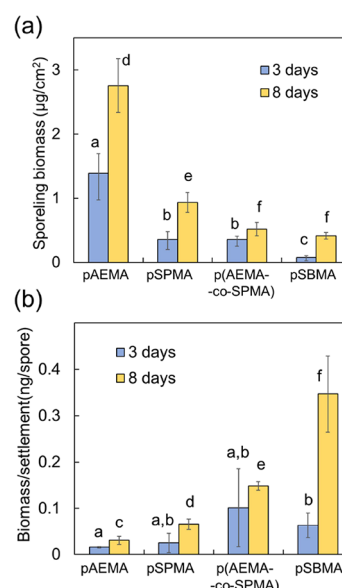 (a)
Sporeling biomass (µg/cm²)
3
2
1
0
3 days
8 days
a
d
b
e
b
f
c
f
pAEMA
pSPMA
p(AEMA-
-co-SPMA)
pSBMA
(b)
Biomass/settlement(ng/spore)
0.4
0.3
0.2
0.1
0
3 days
8 days
a
c
a,b
d
a,b
e
b
f
pAEMA
pSPMA
p(AEMA-
-co-SPMA)
pSBMA